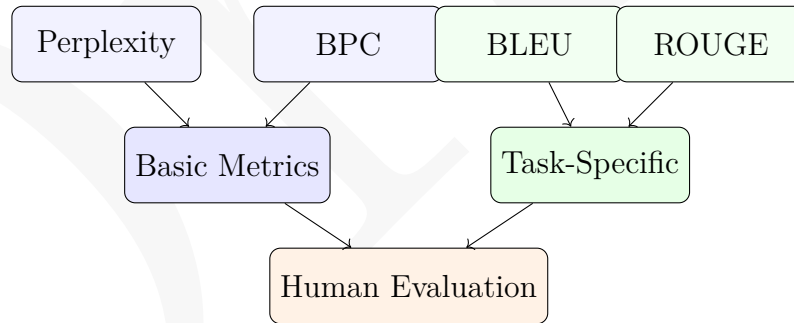 Perplexity
BPC
BLEU
ROUGE
Basic Metrics
Task-Specific
Human Evaluation